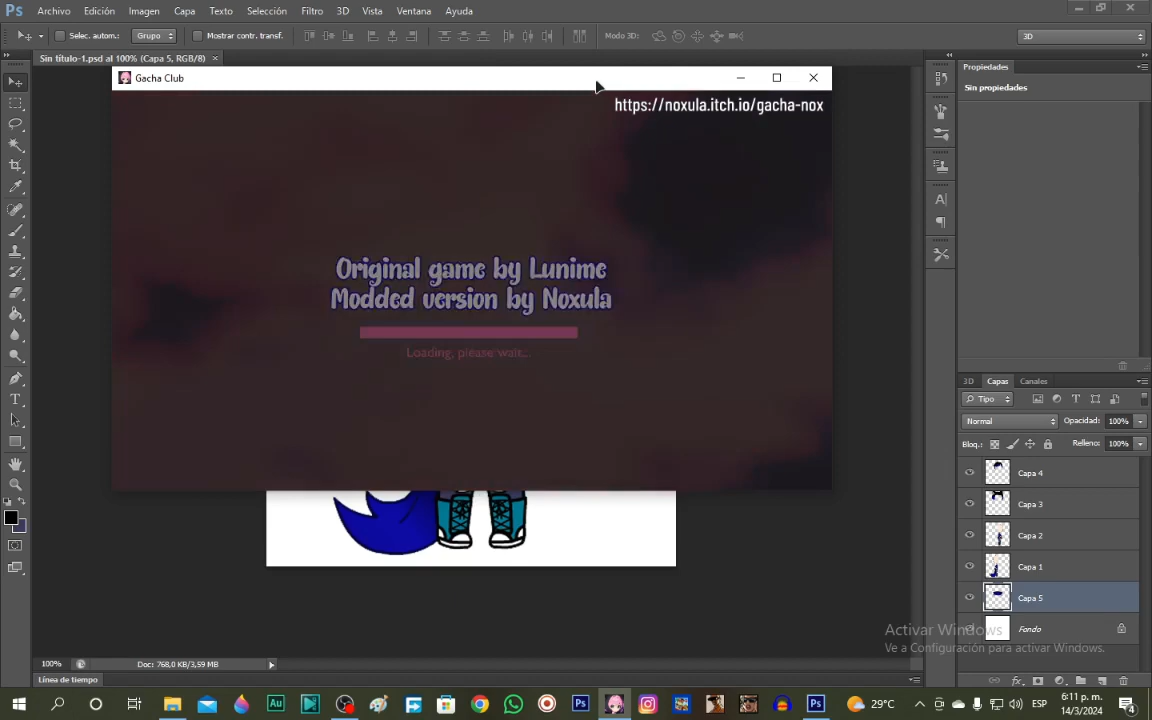 Ps Archivo Edición Imagen Capa Texto Selección Filtro 3D Vista Ventana Ayuda
Selec. autom.: Grupo Mostrar contr. transf. Modo 3D: 3D
Sin título-1.psd al 100% (Capa 5, RGB/8)
Gacha Club
https://noxula.itch.io/gacha-nox
Original game by Lunime
Modded version by Noxula
Loading, please wait...
Propiedades
Sin propiedades
3D Capas Canales
Tipo
Normal Opacidad: 100%
Bloq.: Relleno: 100%
Capa 4
Capa 3
Capa 2
Capa 1
Capa 5
Fondo
Activar Windows
Ve a Configuración para activar Windows.
100% Doc: 768,0 KB/3,59 MB
Línea de tiempo
29°C ESP 6:11 p. m.
14/3/2024
4